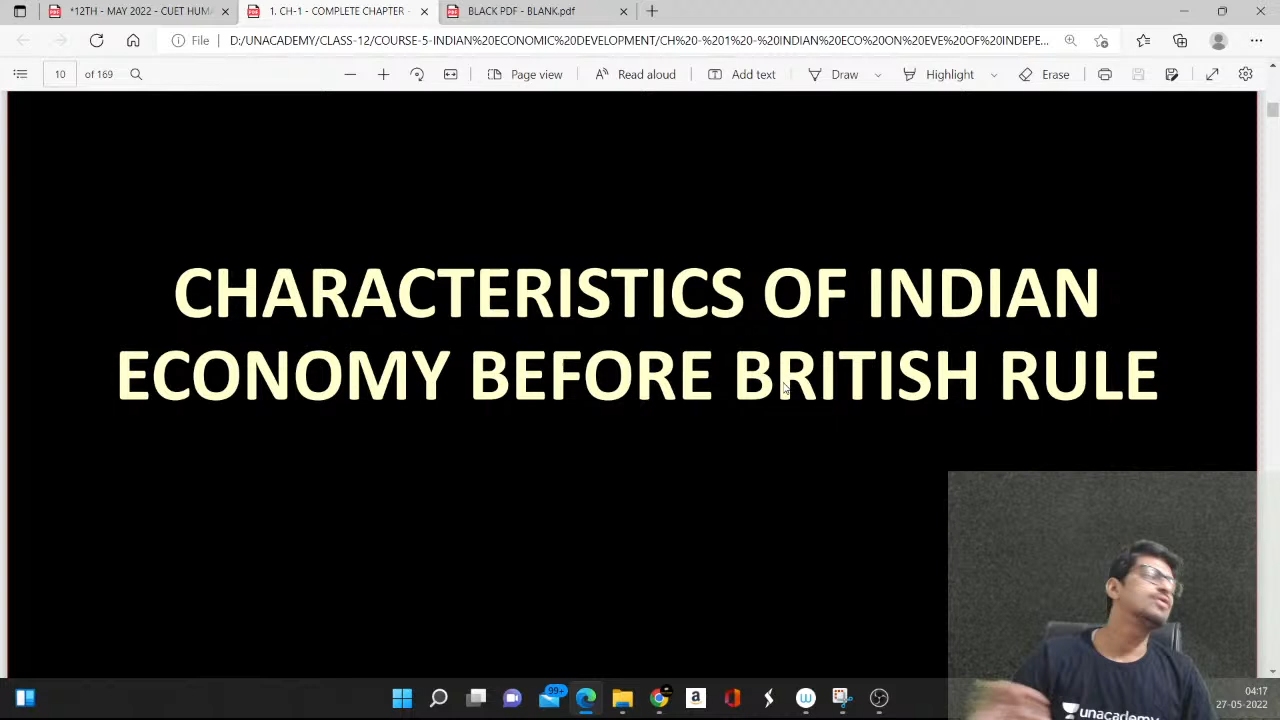 *12TH - MAY 2022 - CUET HUMA
1. CH-1 - COMPLETE CHAPTER -
BLACK PDF - BLANK.pdf
File
D:/UNACADEMY/CLASS-12/COURSE-5-INDIAN%20ECONOMIC%20DEVELOPMENT/CH%20-%201%20-%20INDIAN%20ECO%20ON%20EVE%20OF%20INDEPE...
10 of 169
Page view
Read aloud
Add text
Draw
Highlight
Erase
CHARACTERISTICS OF INDIAN
ECONOMY BEFORE BRITISH RULE
unacademy
99+
04:17
27-05-2022